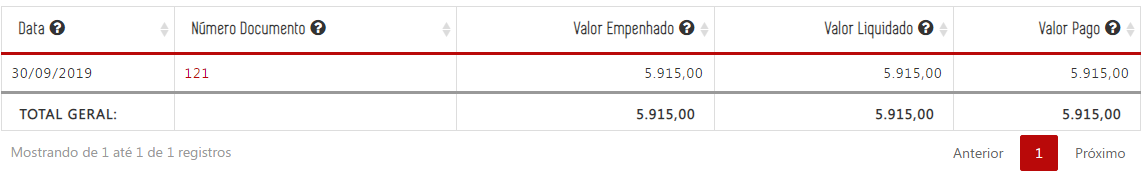 Data ? Número Documento ? Valor Empenhado ? Valor Liquidado ? Valor Pago ?
30/09/2019 121 5.915,00 5.915,00 5.915,00
TOTAL GERAL: 5.915,00 5.915,00 5.915,00
Mostrando de 1 até 1 de 1 registros Anterior 1 Próximo